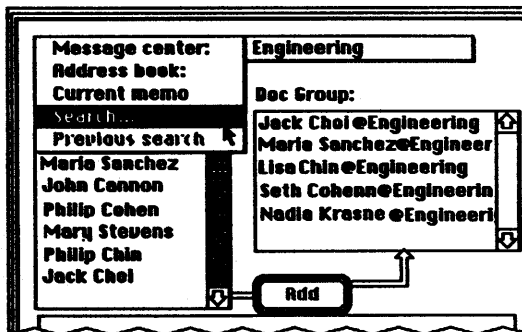 Message center:
Address book:
Current memo
Search...
Previous search
Maria Sanchez
John Cannon
Philip Cohen
Mary Stevens
Philip Chin
Jack Choi
Engineering
Doc Group:
Jack Choi@Engineering
Maria Sanchez@Engineer
Lisa Chin@Engineering
Seth Cohenn@Engineerin
Nadia Krasne@Engineeri
Add